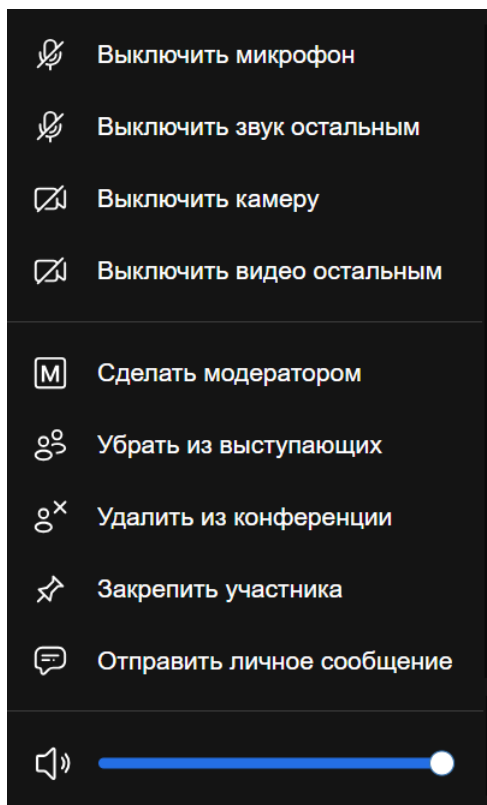 Выключить микрофон
Выключить звук остальным
Выключить камеру
Выключить видео остальным
M Сделать модератором
Убрать из выступающих
Удалить из конференции
Закрепить участника
Отправить личное сообщение